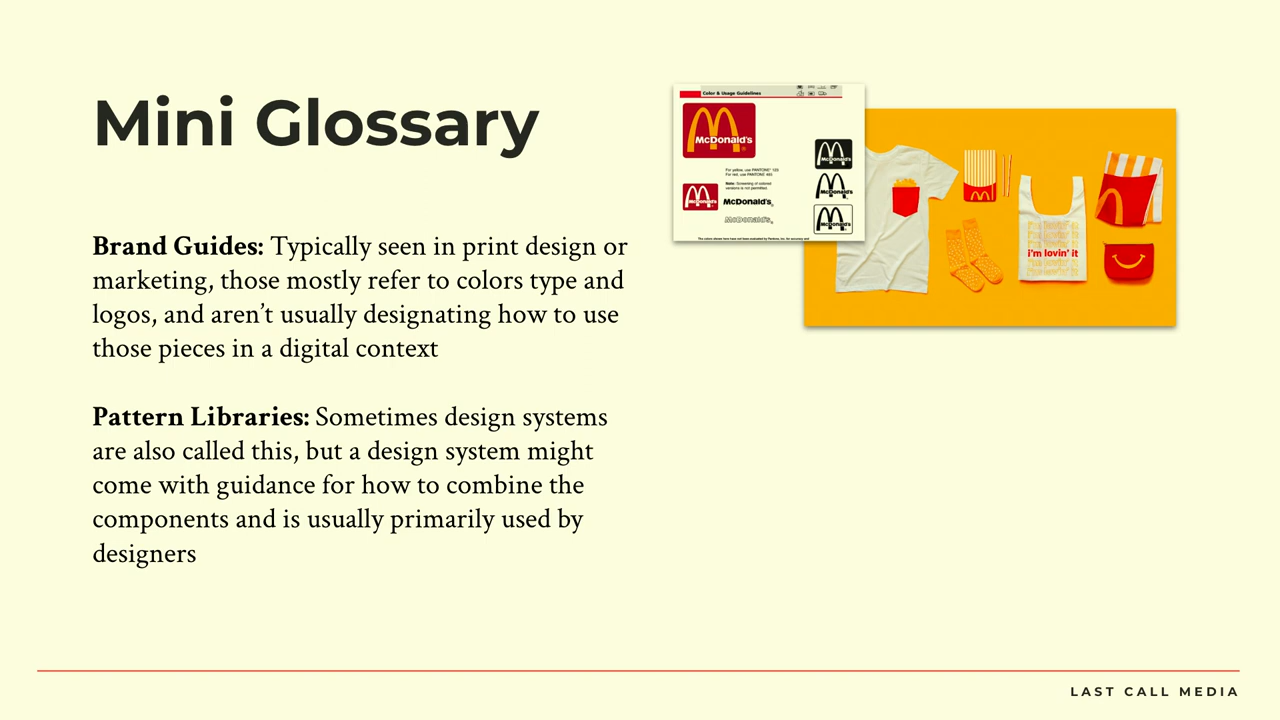 Mini Glossary
Brand Guides: Typically seen in print design or
marketing, those mostly refer to colors type and
logos, and aren’t usually designating how to use
those pieces in a digital context
Pattern Libraries: Sometimes design systems
are also called this, but a design system might
come with guidance for how to combine the
components and is usually primarily used by
designers
Color & Usage Guidelines
McDonald's
McDonald's
McDonald's
For yellow, use PANTONE® 123
For red, use PANTONE 485
Note: Screening of colored
versions is not permitted.
McDonald's
McDonald's
McDonald's
McDonald's
McDonald's
i'm lovin' it
LAST CALL MEDIA